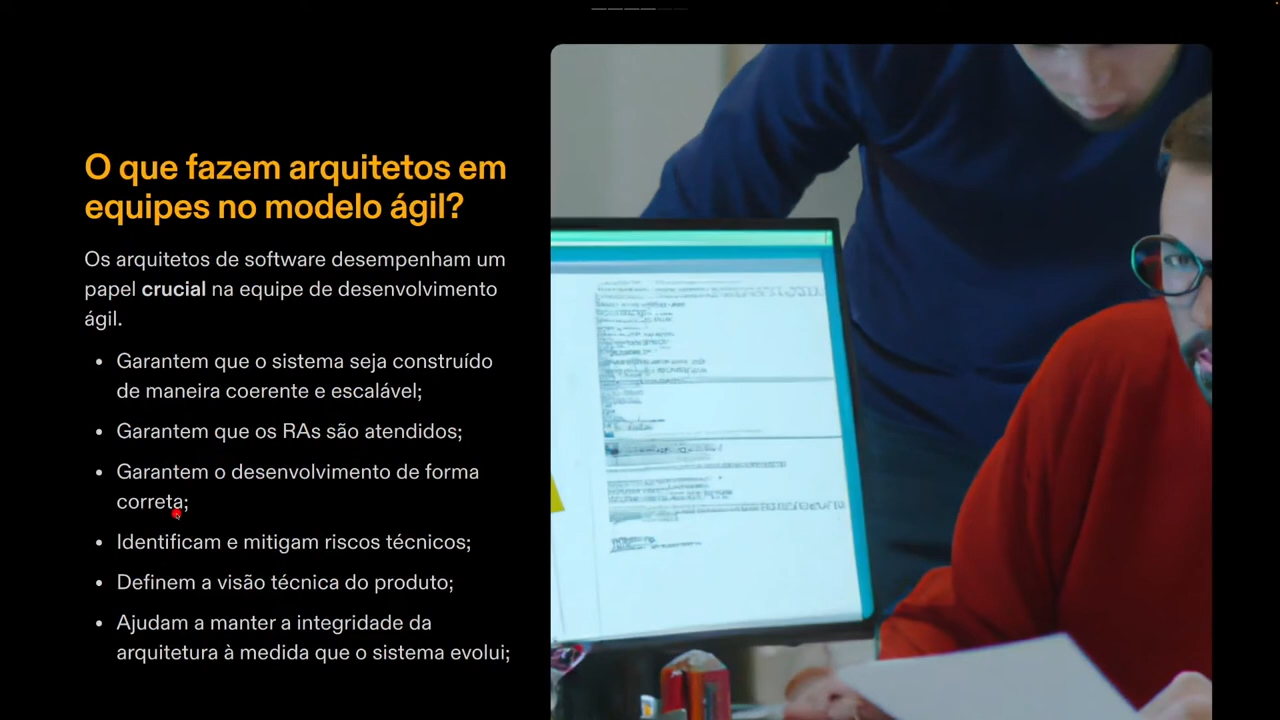 O que fazem arquitetos em
equipes no modelo ágil?
Os arquitetos de software desempenham um
papel crucial na equipe de desenvolvimento
ágil.
• Garantem que o sistema seja construído
de maneira coerente e escalável;
• Garantem que os RAs são atendidos;
• Garantem o desenvolvimento de forma
correta;
• Identificam e mitigam riscos técnicos;
• Definem a visão técnica do produto;
• Ajudam a manter a integridade da
arquitetura à medida que o sistema evolui;